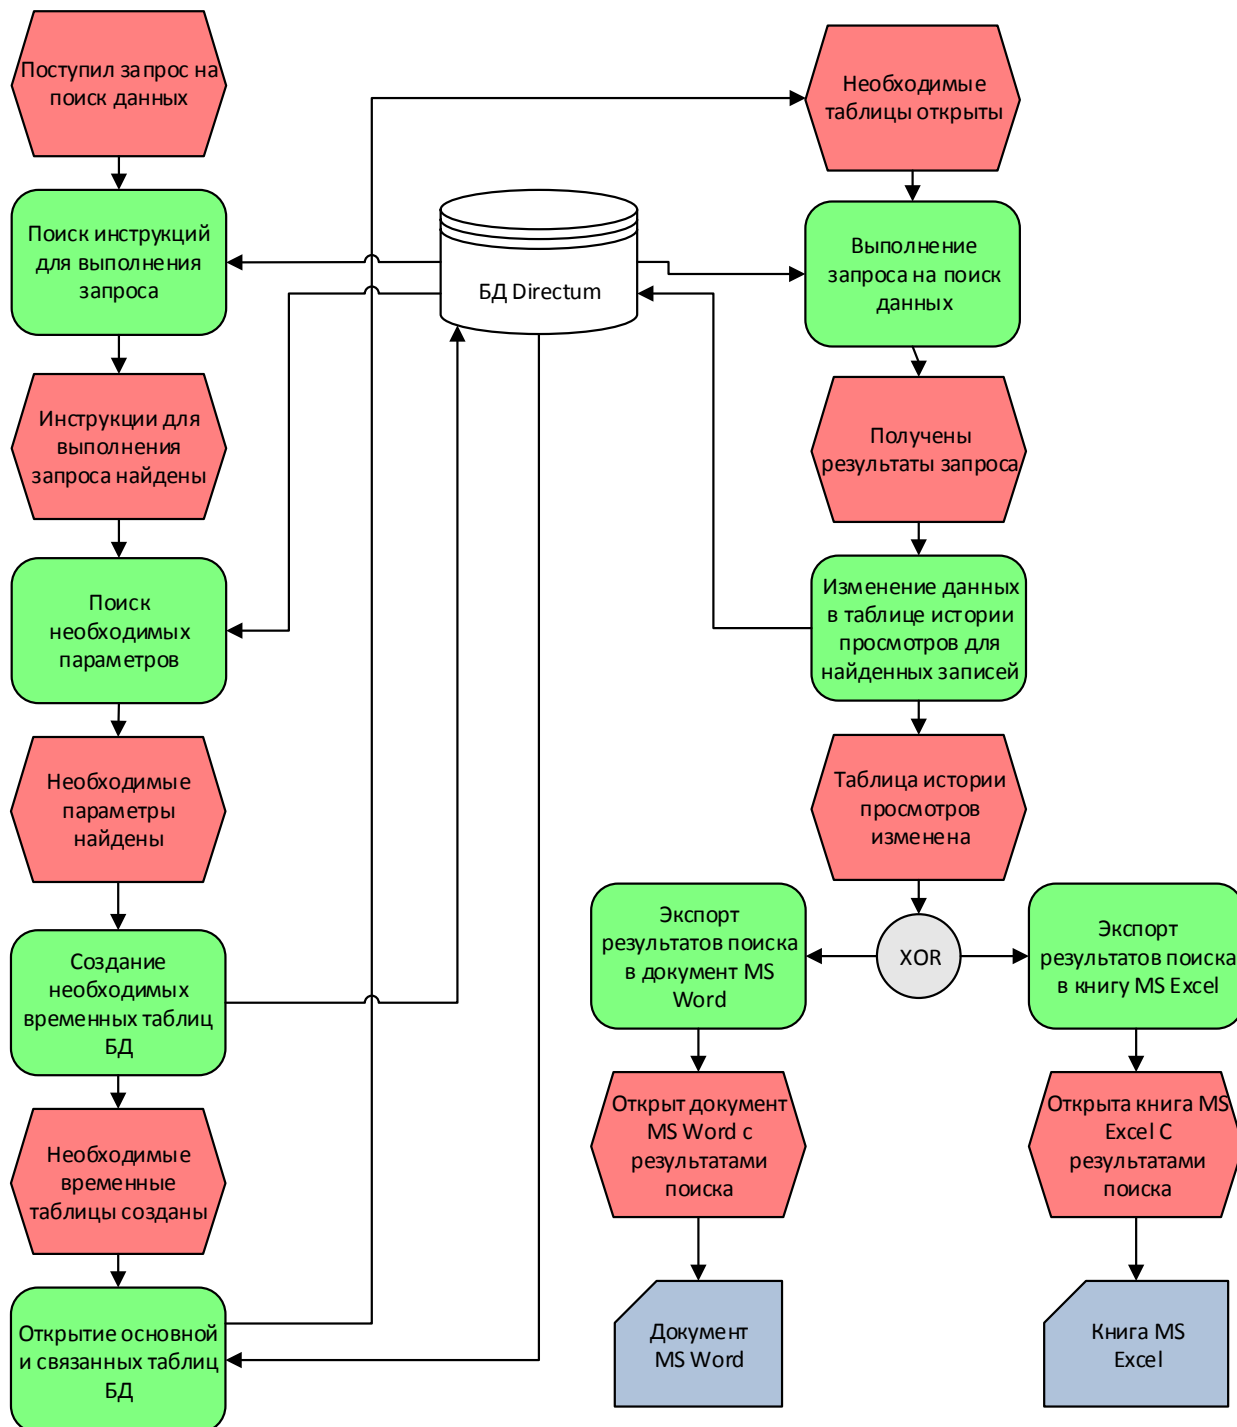 Поступил запрос на
поиск данных
Поиск инструкций
для выполнения
запроса
Инструкции для
выполнения
запроса найдены
Поиск
необходимых
параметров
Необходимые
параметры
найдены
Создание
необходимых
временных таблиц
БД
Необходимые
временные
таблицы созданы
Открытие основной
и связанных таблиц
БД
БД Directum
Необходимые
таблицы открыты
Выполнение
запроса на поиск
данных
Получены
результаты запроса
Изменение данных
в таблице истории
просмотров для
найденных записей
Таблица истории
просмотров
изменена
XOR
Экспорт
результатов поиска
в документ MS
Word
Открыт документ
MS Word с
результатами
поиска
Документ
MS Word
Экспорт
результатов поиска
в книгу MS Excel
Открыта книга MS
Excel С
результатами
поиска
Книга MS
Excel